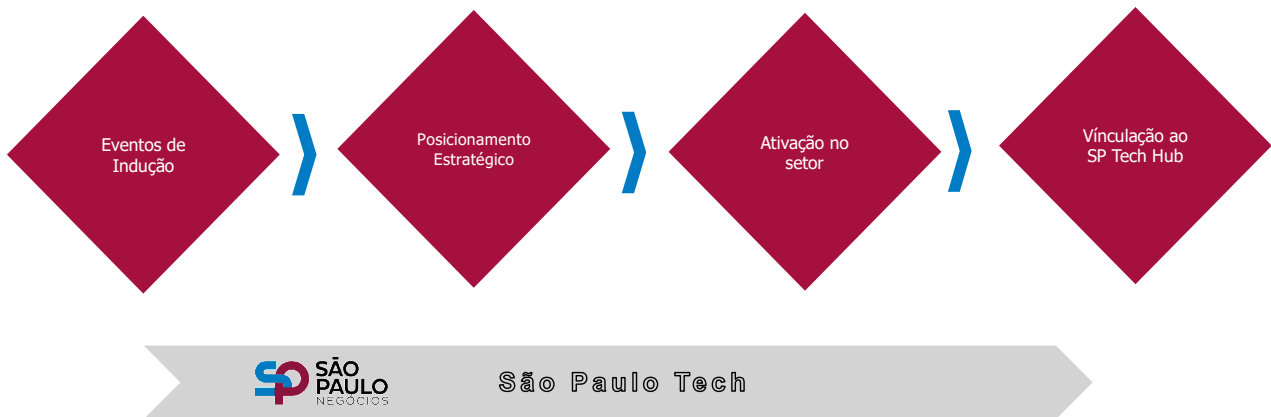 Eventos de
Indução
Posicionamento
Estratégico
Ativação no
setor
Vínculação ao
SP Tech Hub
SP
SÃO
PAULO
NEGÓCIOS
São Paulo Tech